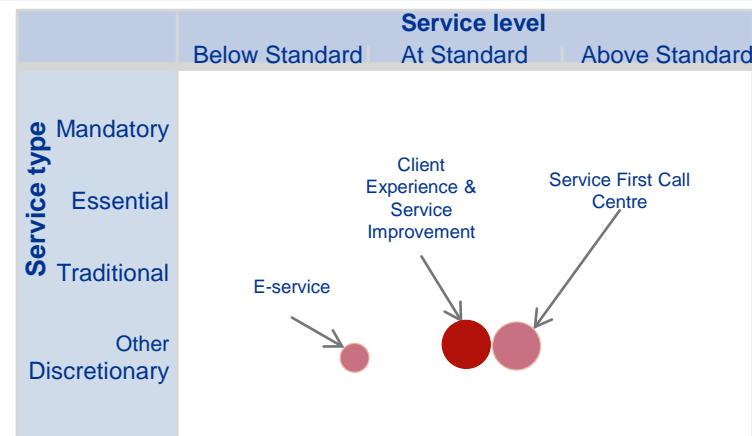 Service level
Below Standard
At Standard
Above Standard
Service type
Mandatory
Essential
Traditional
Other
Discretionary
Client
Experience &
Service
Improvement
Service First Call
Centre
E-service